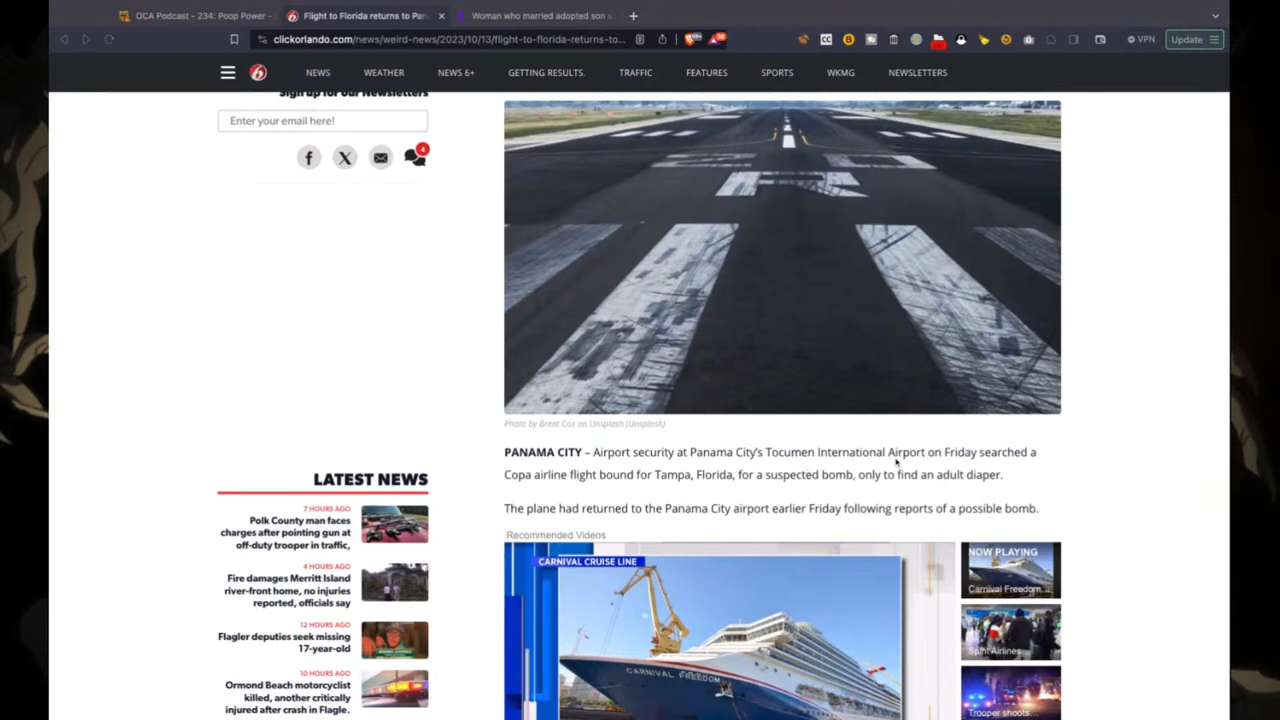 OCA Podcast - 234: Poop Power -
Flight to Florida returns to Pan
Woman who married adopted son s
clickorlando.com/news/weird-news/2023/10/13/flight-to-florida-returns-to...
VPN
Update
6
NEWS
WEATHER
NEWS 6+
GETTING RESULTS.
TRAFFIC
FEATURES
SPORTS
WKMG
NEWSLETTERS
Sign up for our Newsletters
Enter your email here!
4
Photo by Brent Cox on Unsplash (Unsplash)
PANAMA CITY – Airport security at Panama City's Tocumen International Airport on Friday searched a
Copa airline flight bound for Tampa, Florida, for a suspected bomb, only to find an adult diaper.
The plane had returned to the Panama City airport earlier Friday following reports of a possible bomb.
LATEST NEWS
7 HOURS AGO
Polk County man faces
charges after pointing gun at
off-duty trooper in traffic,
4 HOURS AGO
Fire damages Merritt Island
river-front home, no injuries
reported, officials say
12 HOURS AGO
Flagler deputies seek missing
17-year-old
10 HOURS AGO
Ormond Beach motorcyclist
killed, another critically
injured after crash in Flagle.
Recommended Videos
CARNIVAL CRUISE LINE
CARNIVAL FREEDOM
NOW PLAYING
Carnival Freedom...
Spirit Airlines...
Trooper shoots...